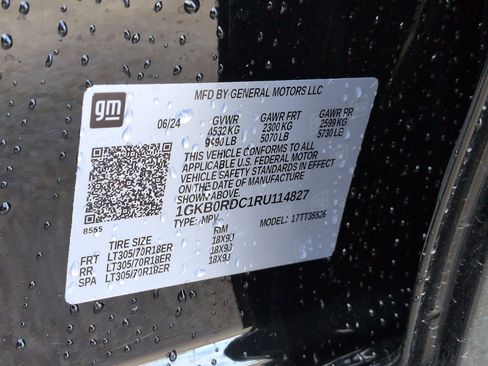 gm
MFD BY GENERAL MOTORS LLC
06/24 GVWR GAWR FRT GAWR RR
4532 KG 2300 KG 2599 KG
9990 LB 5070 LB 5730 LB
THIS VEHICLE CONFORMS TO ALL
APPLICABLE U.S. FEDERAL MOTOR
VEHICLE SAFETY STANDARDS IN EFFECT
ON THE DATE OF MANUFACTURE
SHOWN ABOVE.
1GKB0RDC1RU114827
8555 TYPE: MPV MODEL: 17TT35526
TIRE SIZE RIM
FRT LT305/70R18ER 18X9J
RR LT305/70R18ER 18X9J
SPA LT305/70R18ER 18X9J